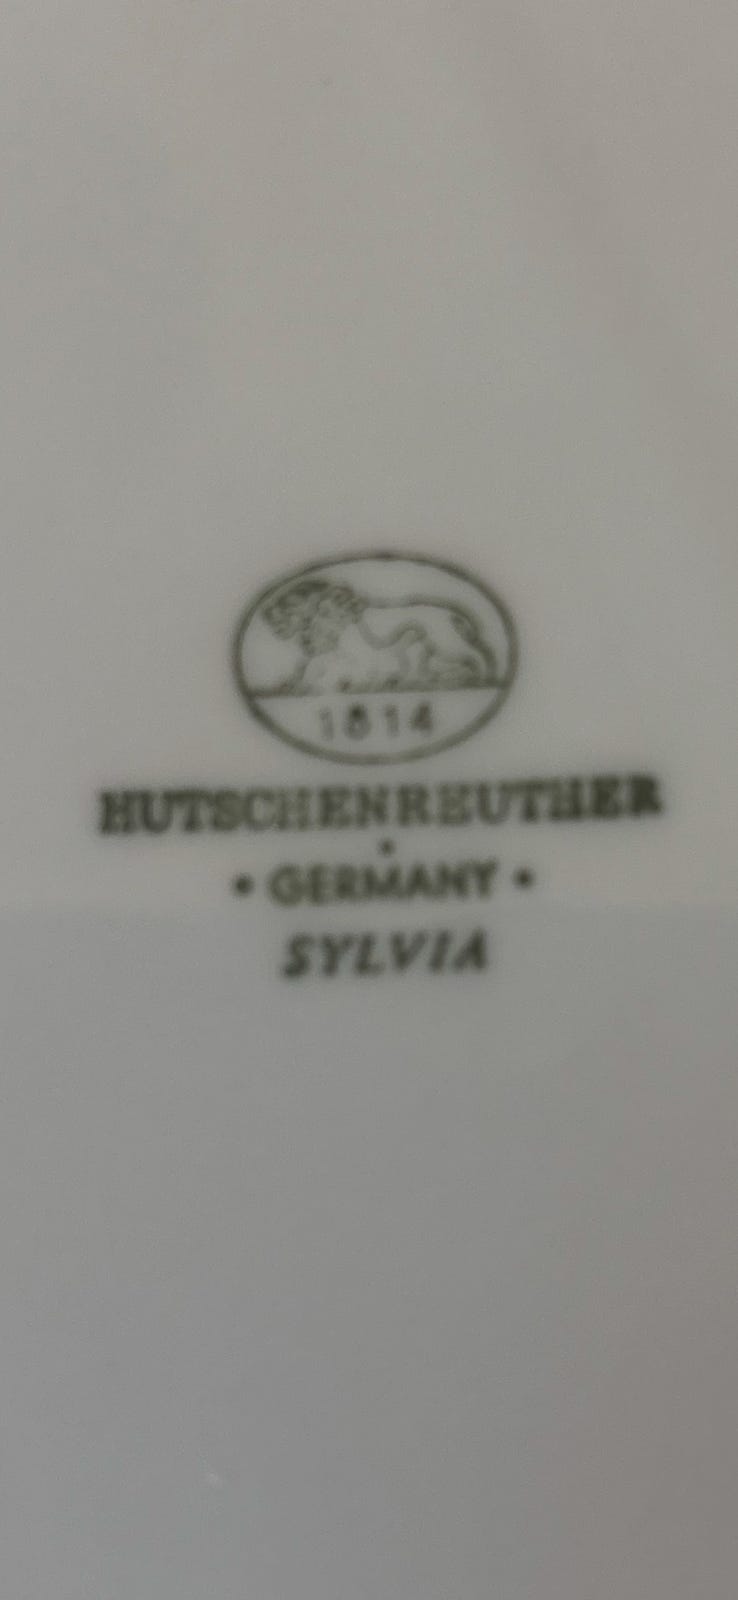 1814
HUTSCHENREUTHER
• GERMANY •
SYLVIA